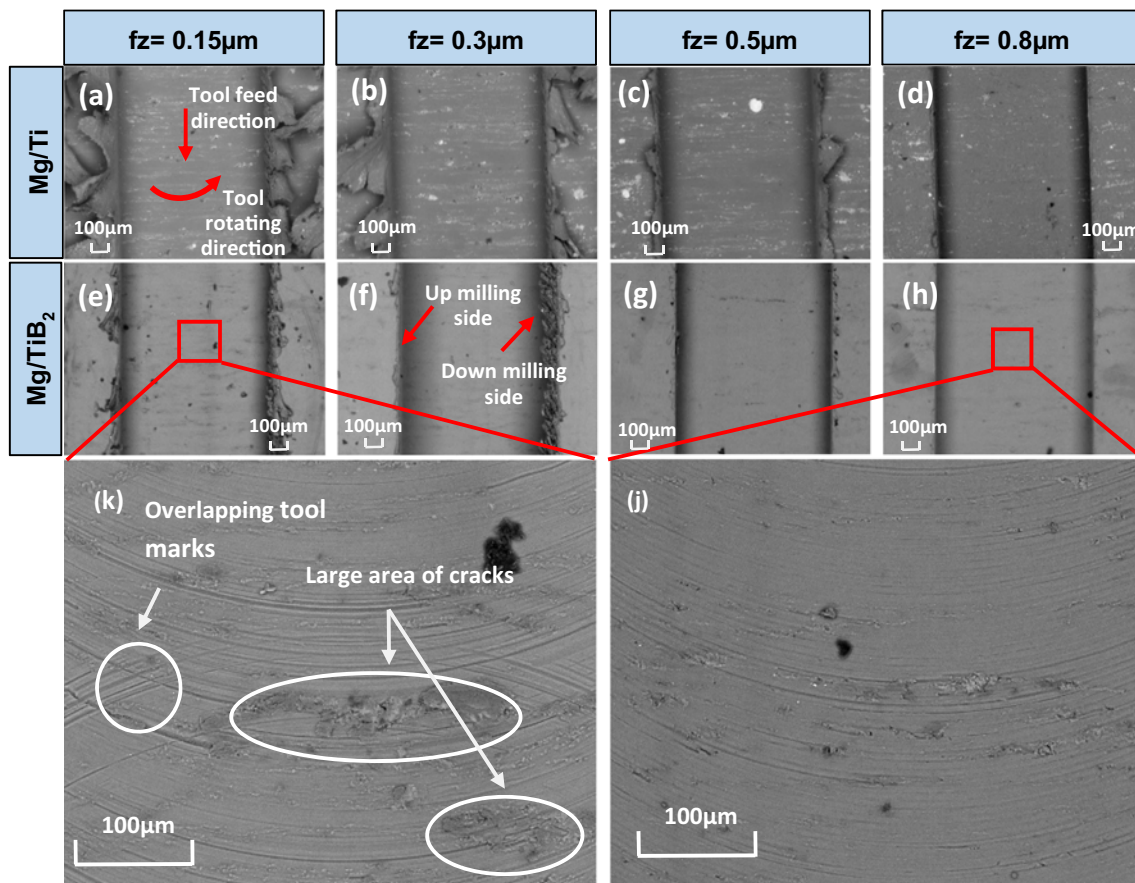 fz= 0.15µm
fz= 0.3µm
fz= 0.5µm
fz= 0.8µm
Mg/Ti
(a)
Tool feed
direction
Tool
rotating
direction
100µm
(b)
100µm
(c)
100µm
(d)
100µm
Mg/TiB2
(e)
100µm
(f)
Up milling
side
Down milling
side
100µm
(g)
100µm
(h)
100µm
(k)
Overlapping tool
marks
Large area of cracks
100µm
(j)
100µm